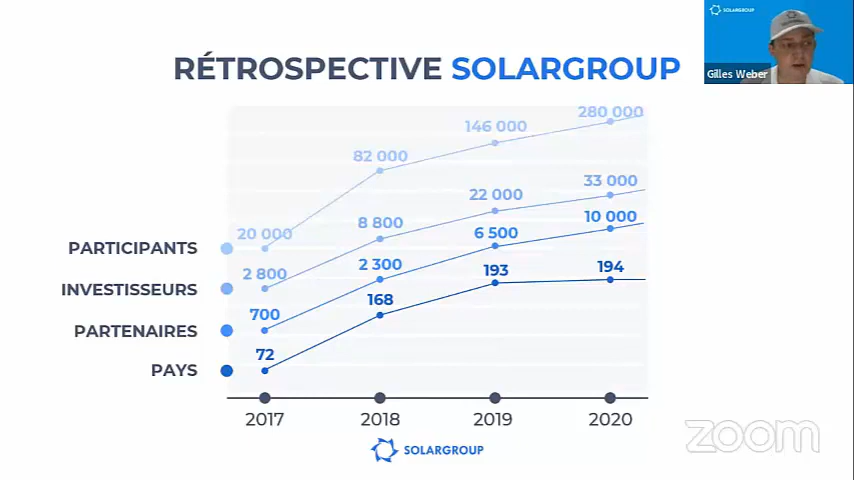 SOLARGROUP
Gilles Weber
RÉTROSPECTIVE SOLARGROUP
280 000
146 000
82 000
20 000
33 000
22 000
8 800
2 800
10 000
6 500
2 300
700
194
193
168
72
PARTICIPANTS
INVESTISSEURS
PARTENAIRES
PAYS
2017 2018 2019 2020
SOLARGROUP
zoom